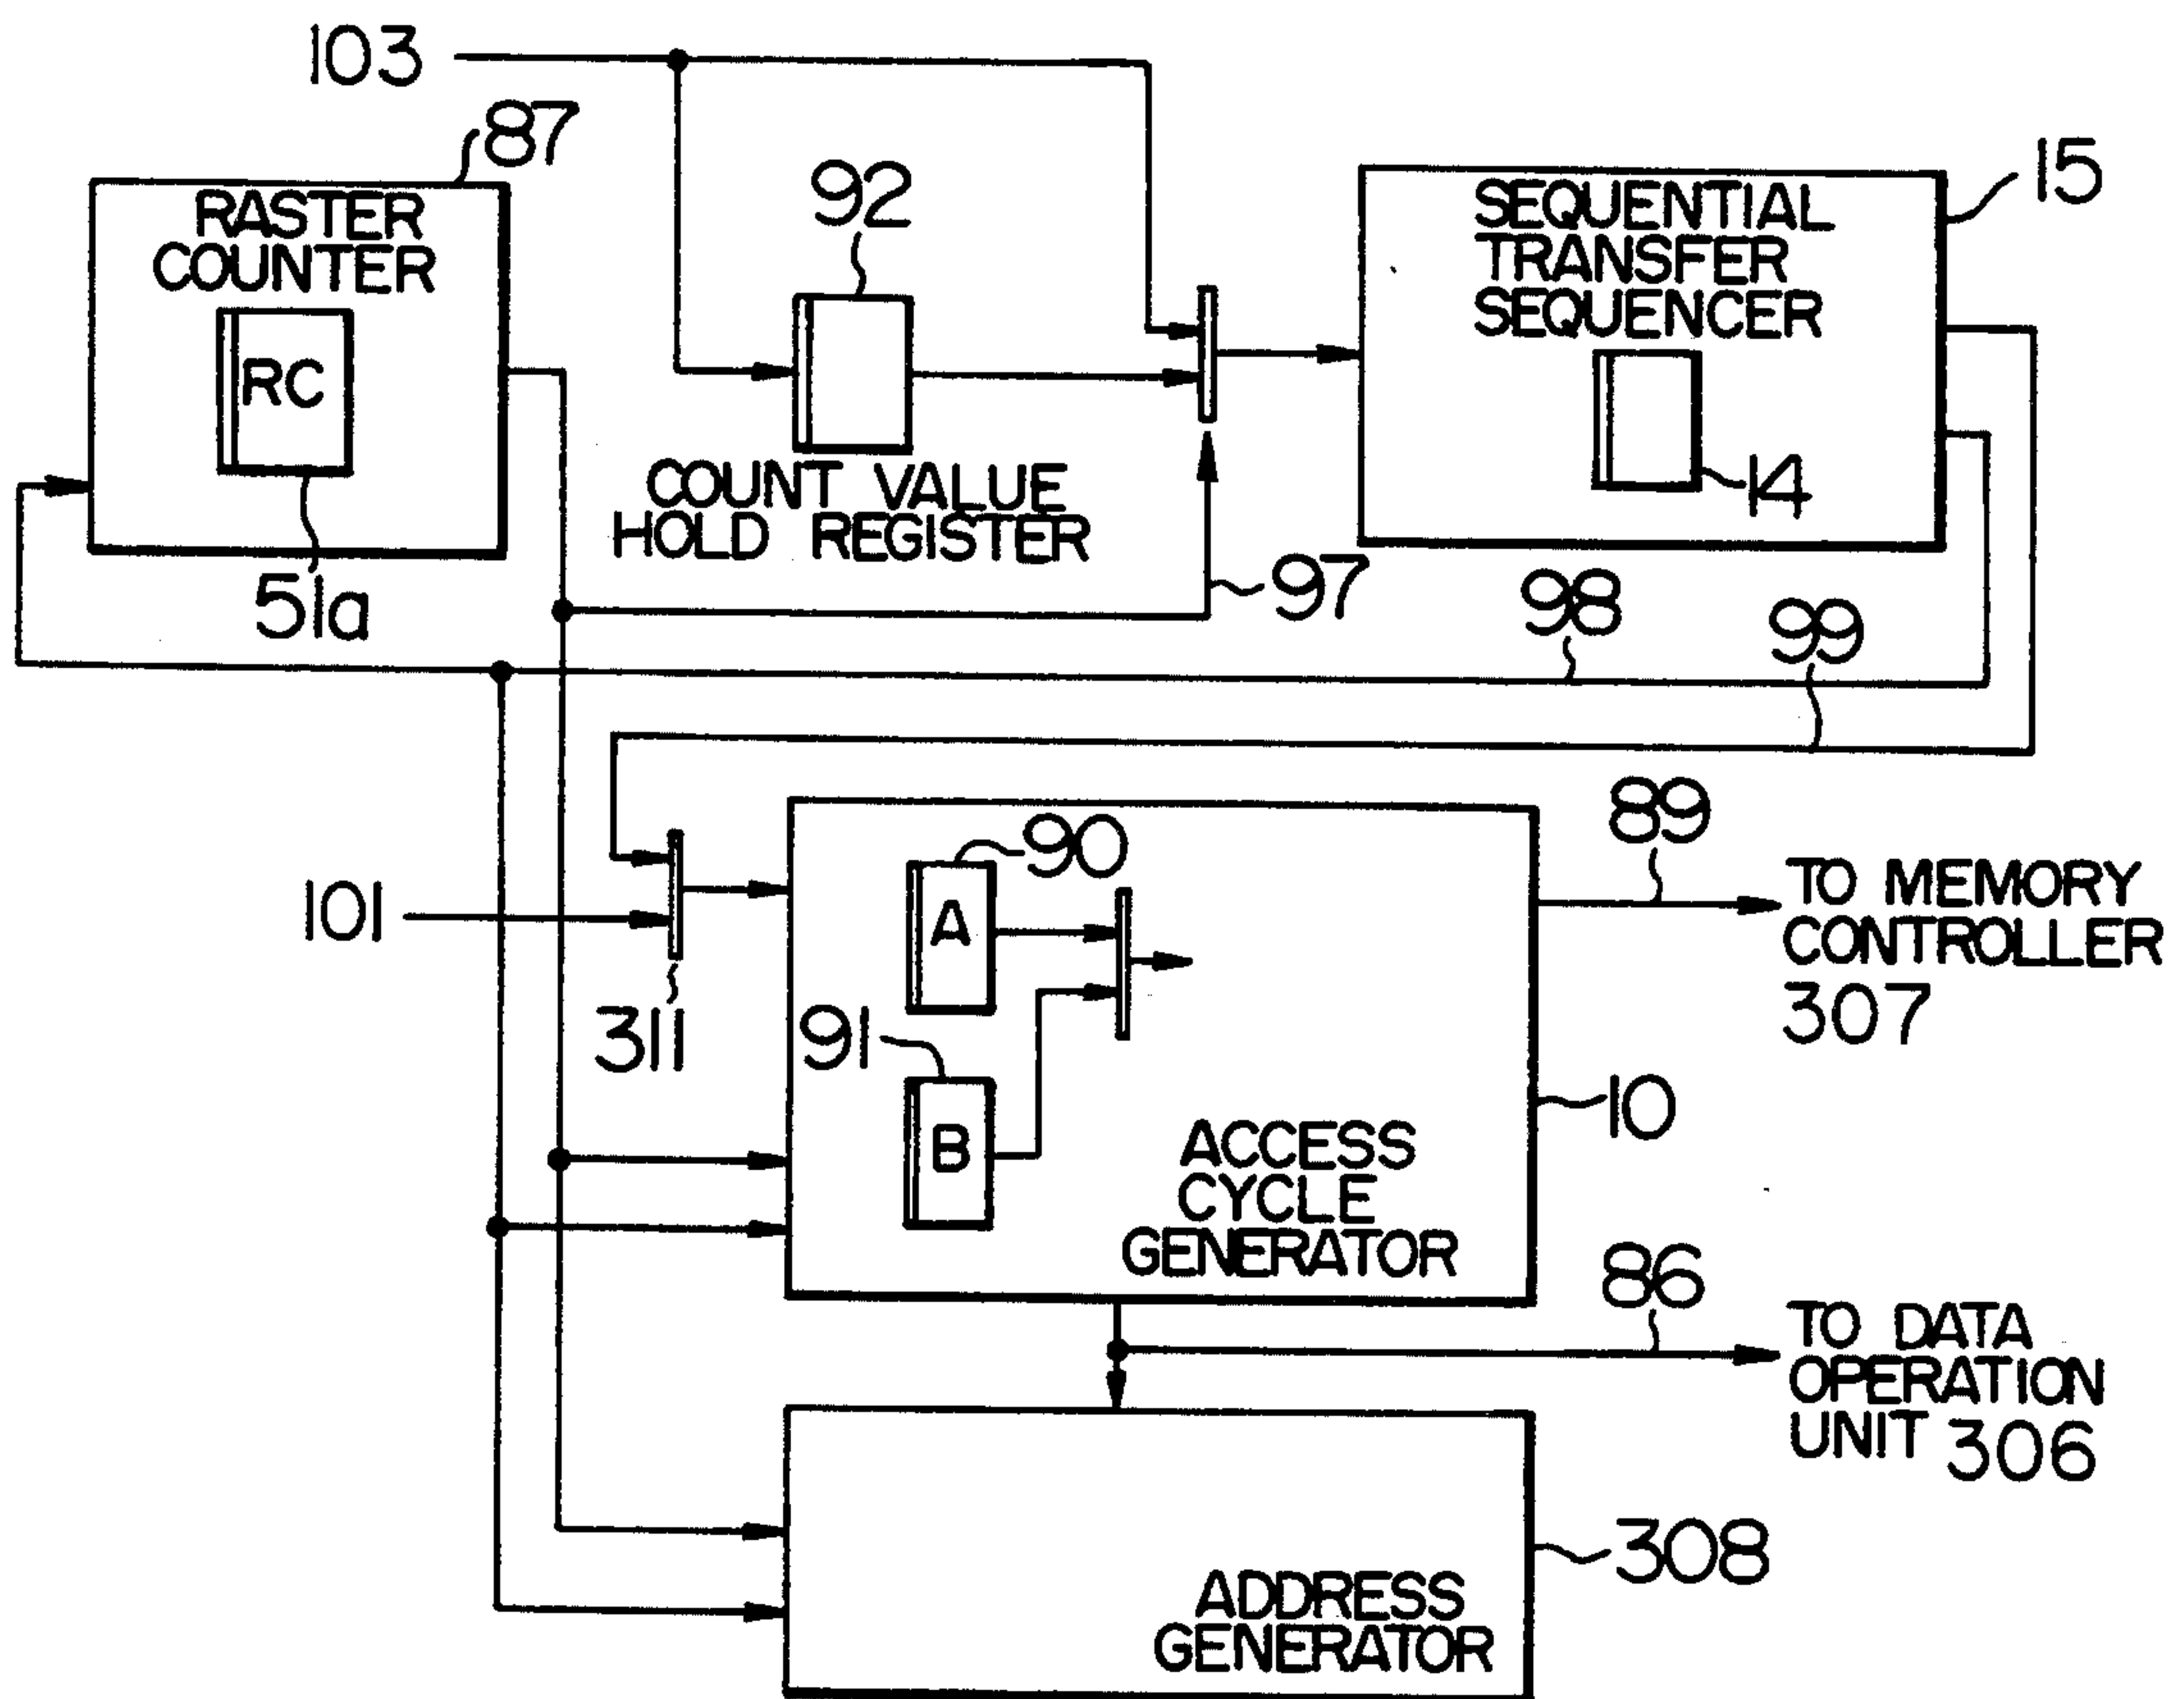 103
87
RASTER
COUNTER
RC
51a
92
COUNT VALUE
HOLD REGISTER
SEQUENTIAL
TRANSFER
SEQUENCER
15
14
97
98
99
101
311
90
A
91
B
ACCESS
CYCLE
GENERATOR
89
TO MEMORY
CONTROLLER
307
10
86
TO DATA
OPERATION
UNIT 306
308
ADDRESS
GENERATOR